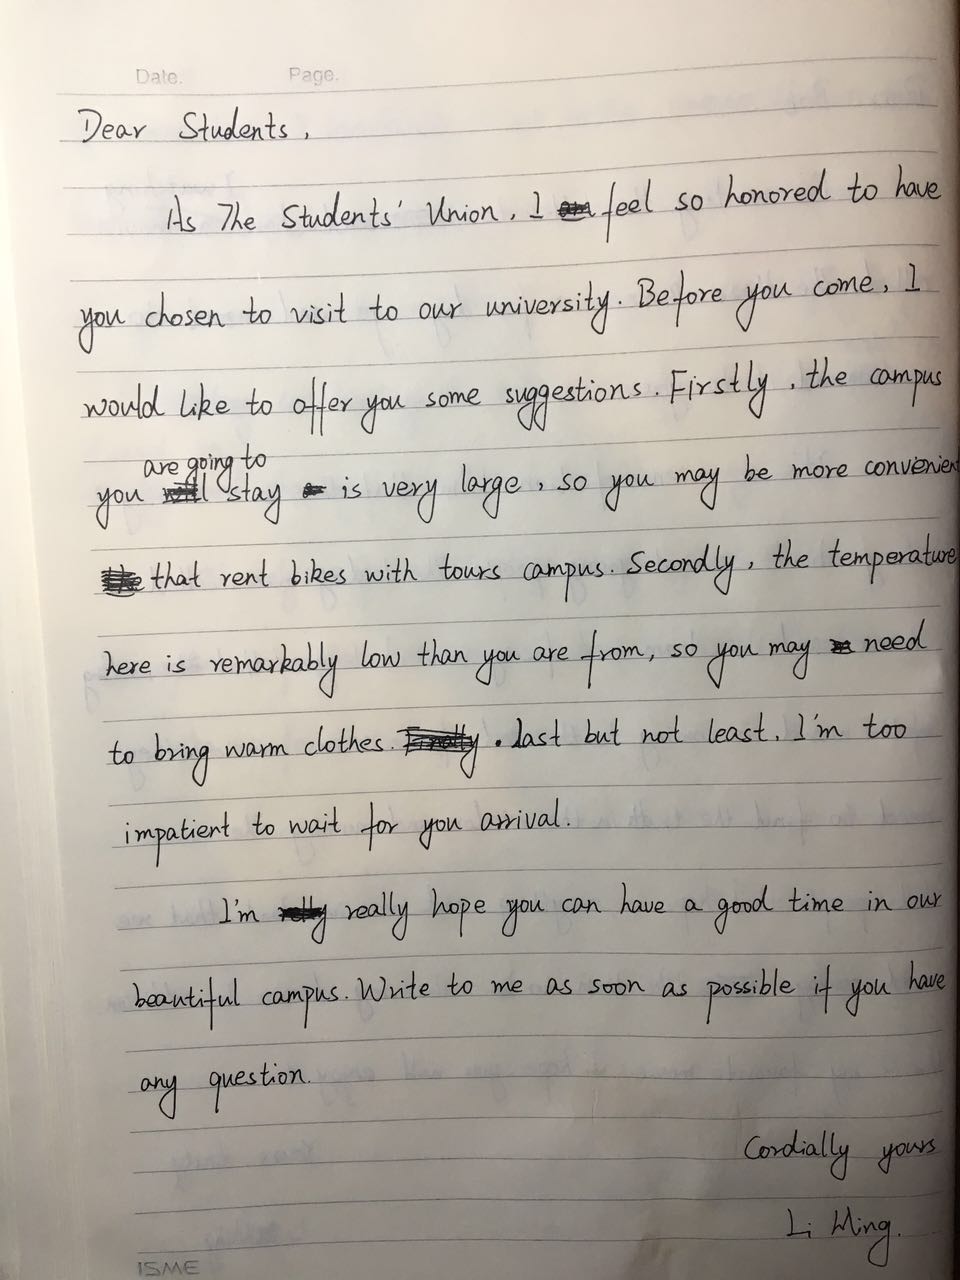 Date. Page.
Dear Students,
As The Students' Union, I feel so honored to have
you chosen to visit to our university. Before you come, I
would like to offer you some suggestions. Firstly, the campus
are going to
you stay is very large, so you may be more convenient
that rent bikes with tours campus. Secondly, the temperature
here is remarkably low than you are from, so you may need
to bring warm clothes. last but not least, I'm too
impatient to wait for you arrival.
I'm really hope you can have a good time in our
beautiful campus. Write to me as soon as possible if you have
any question.
Cordially yours
Li Ming.
ISME